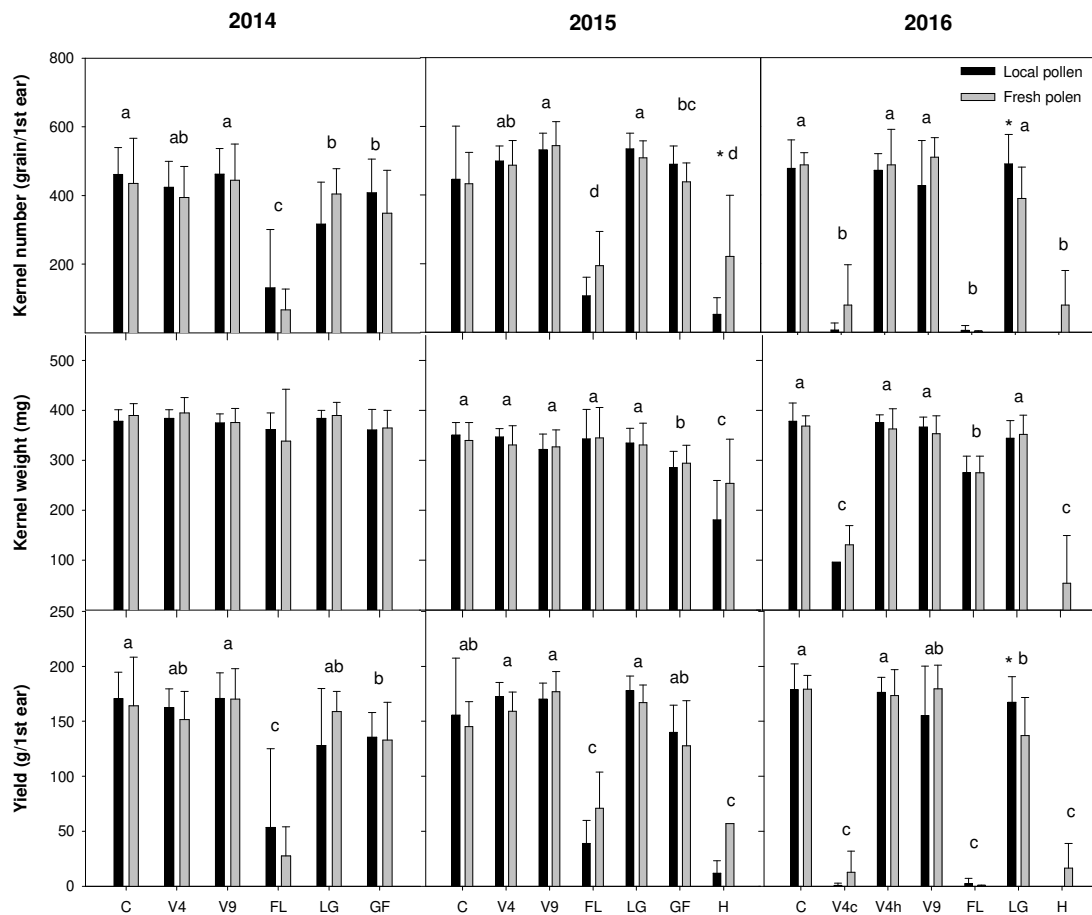 2014 2015 2016
Kernel number (grain/1st ear)
800
600
400
200
Local pollen
Fresh polen
a ab a c b b
ab a d a bc * d
a b a a b * a b
Kernel weight (mg)
500
400
300
200
100
a a a a a b c
a c a a b a c
Yield (g/1st ear)
250
200
150
100
50
0
a ab a c ab b
ab a a c a ab c
a c a ab c * b c
C V4 V9 FL LG GF
C V4 V9 FL LG GF H
C V4c V4h V9 FL LG H